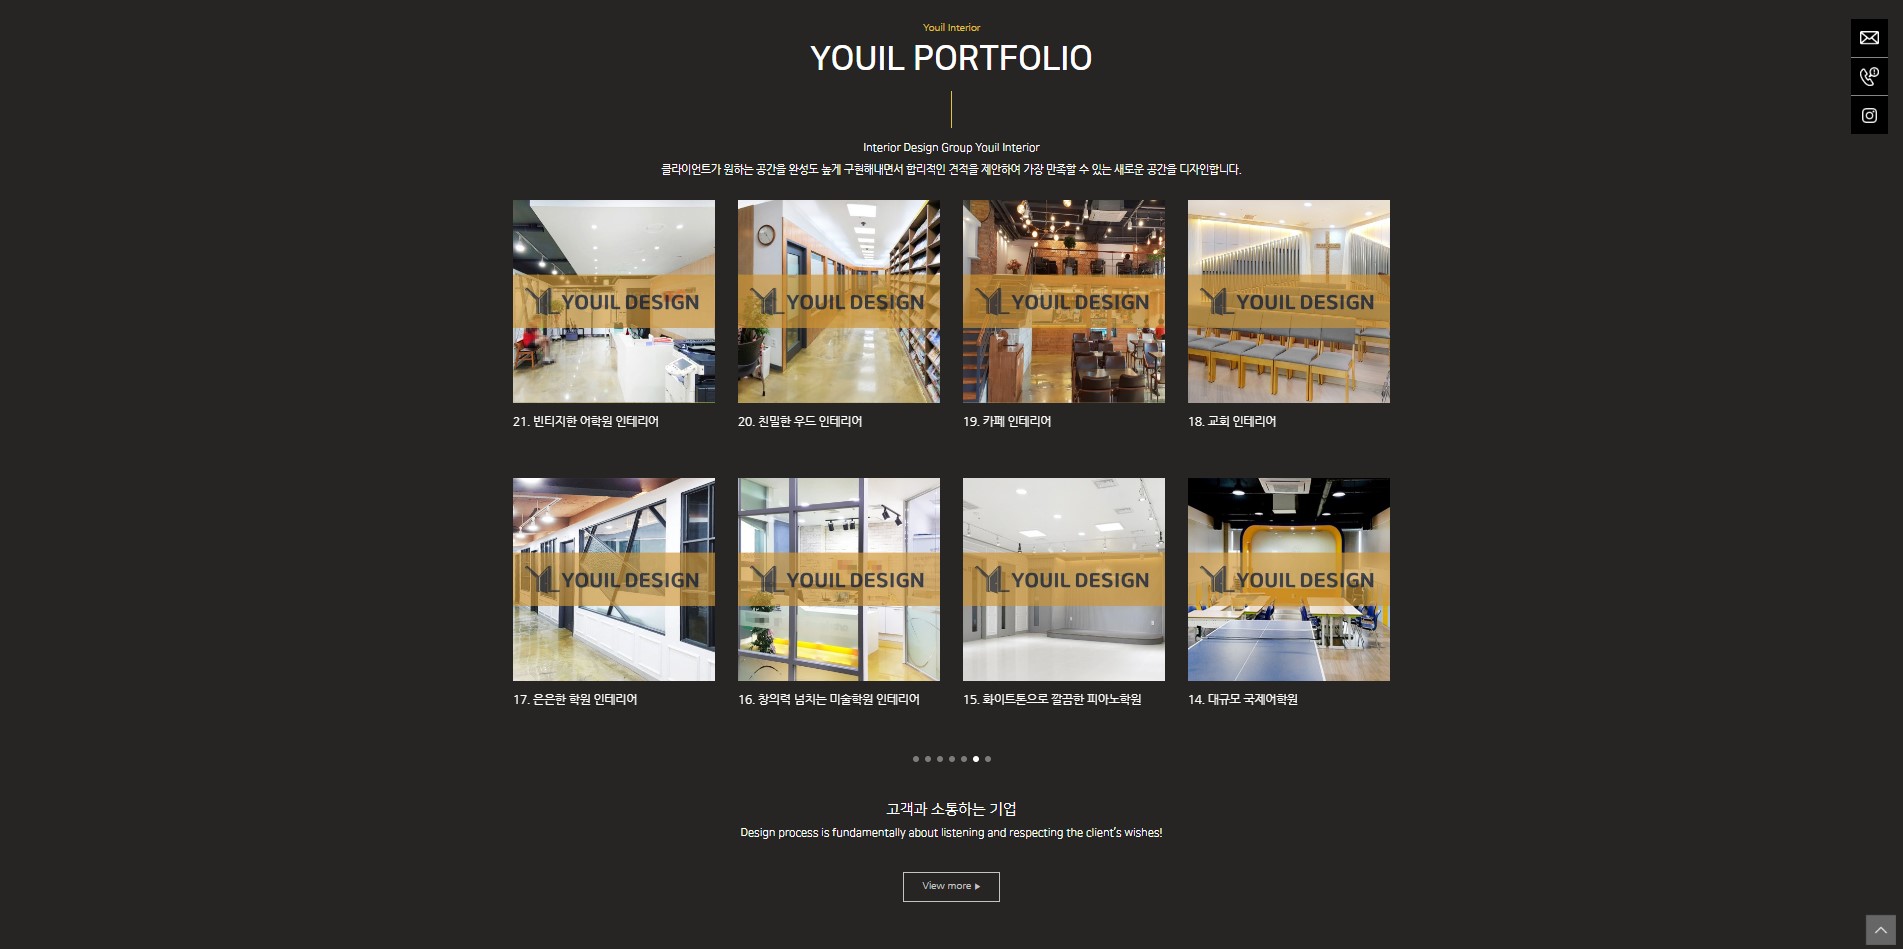 Youil Interior
YOUIL PORTFOLIO
Interior Design Group Youil Interior
클라이언트가 원하는 공간을 완성도 높게 구현해내면서 합리적인 견적을 제안하여 가장 만족할 수 있는 새로운 공간을 디자인합니다.
YOUIL DESIGN
YOUIL DESIGN
YOUIL DESIGN
YOUIL DESIGN
21. 빈티지한 어학원 인테리어
20. 친밀한 우드 인테리어
19. 카페 인테리어
18. 교회 인테리어
YOUIL DESIGN
YOUIL DESIGN
YOUIL DESIGN
YOUIL DESIGN
17. 은은한 학원 인테리어
16. 창의력 넘치는 미술학원 인테리어
15. 화이트톤으로 깔끔한 피아노학원
14. 대규모 국제어학원
고객과 소통하는 기업
Design process is fundamentally about listening and respecting the client's wishes!
View more ▶